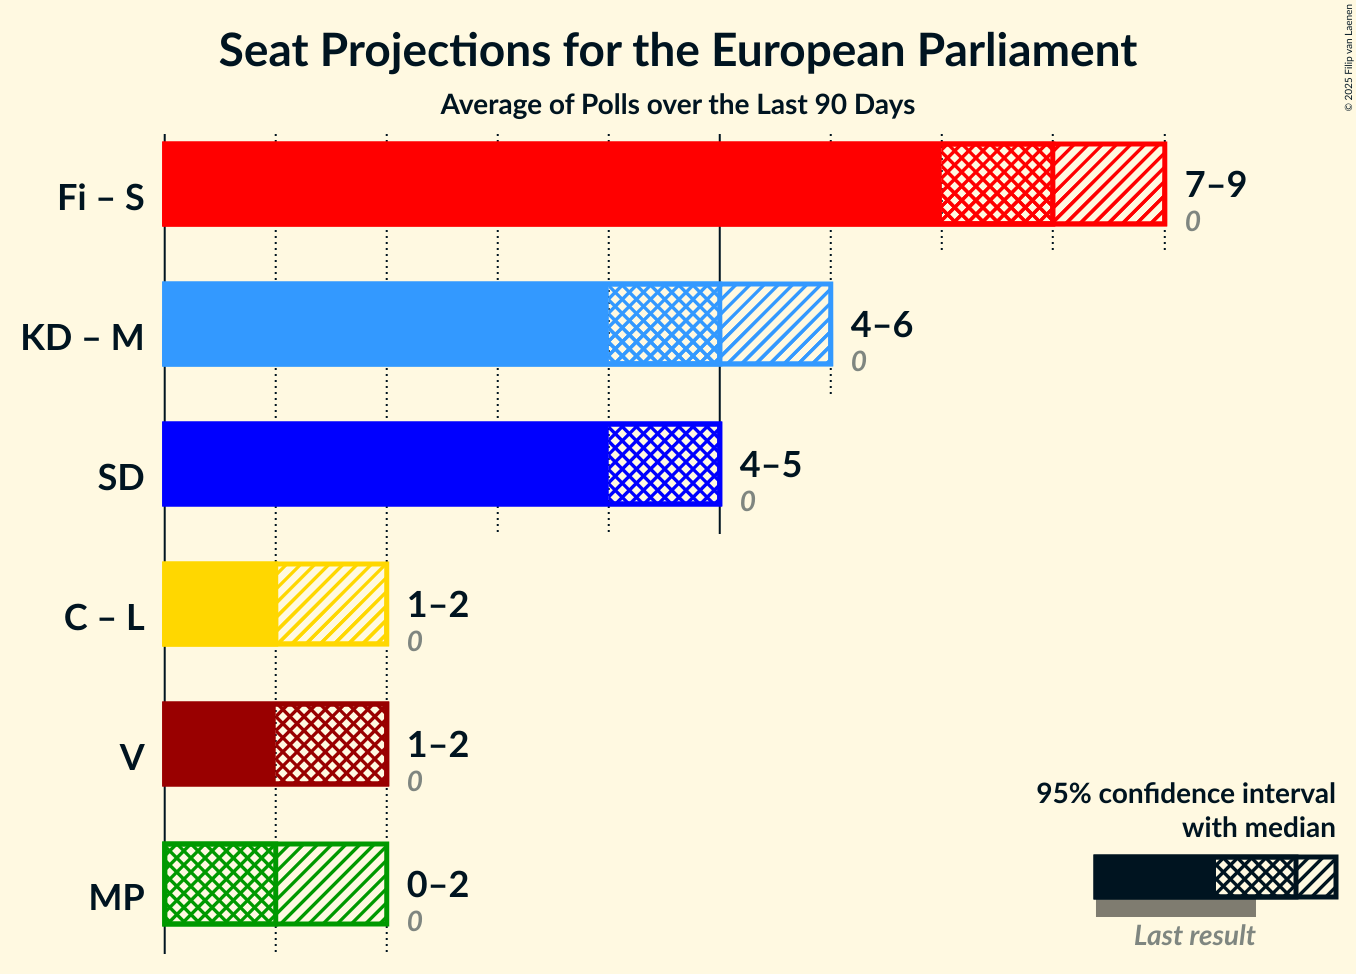 Seat Projections for the European Parliament
Average of Polls over the Last 90 Days
© 2025 Filip van Laenen
Fi – S
7–9
0
KD – M
4–6
0
SD
4–5
0
C – L
1–2
0
V
1–2
0
MP
0–2
0
95% confidence interval
with median
Last result